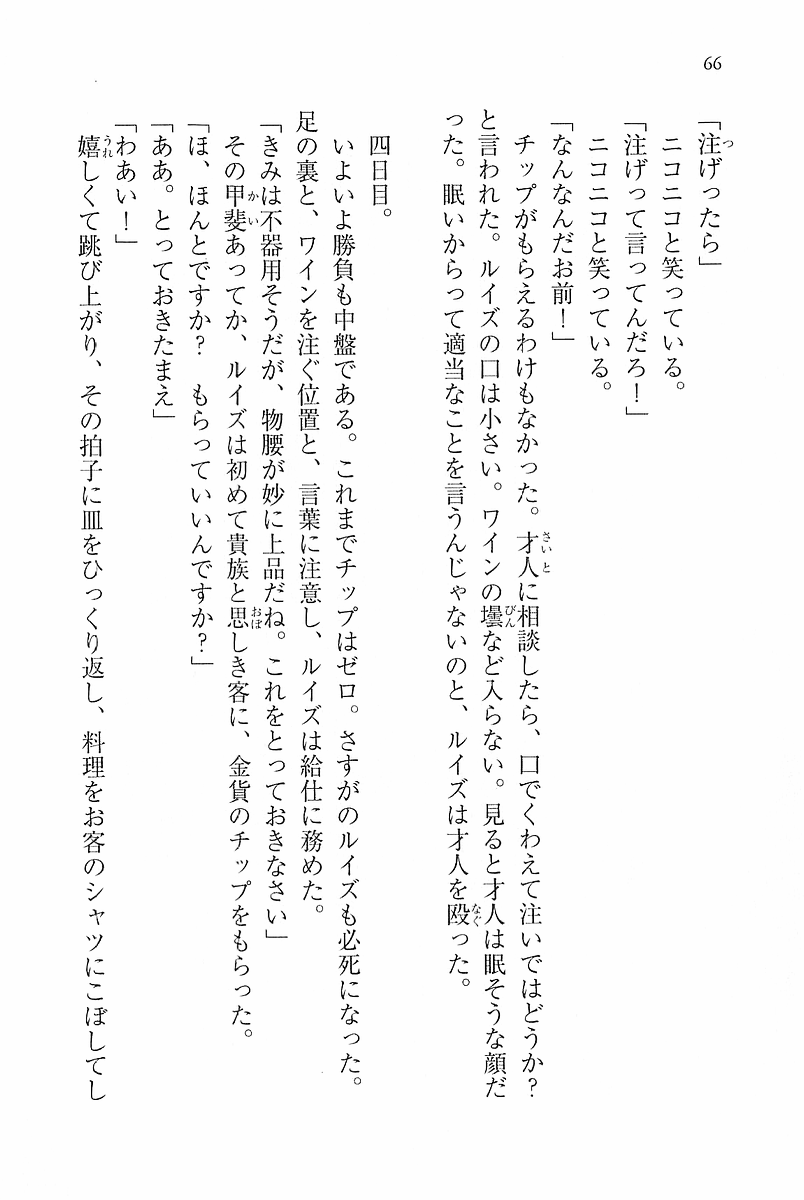 66
「注げったら」
ニコニコと笑っている。
「注げって言ってんだろ！」
ニコニコと笑っている。
「なんなんだお前！」
チップがもらえるわけもなかった。才人に相談したら、口でくわえて注いではどうか？
と言われた。ルイズの口は小さい。ワインの壜など入らない。見ると才人は眠そうな顔だ
った。眠いからって適当なことを言うんじゃないのと、ルイズは才人を殴った。
四日目。
いよいよ勝負も中盤である。これまでチップはゼロ。さすがのルイズも必死になった。
足の裏と、ワインを注ぐ位置と、言葉に注意し、ルイズは給仕に務めた。
「きみは不器用そうだが、物腰が妙に上品だね。これをとっておきなさい」
その甲斐あってか、ルイズは初めて貴族と思しき客に、金貨のチップをもらった。
「ほ、ほんとですか？　もらっていいんですか？」
「ああ。とっておきたまえ」
「わあい！」
嬉しくて跳び上がり、その拍子に皿をひっくり返し、料理をお客のシャツにこぼしてし